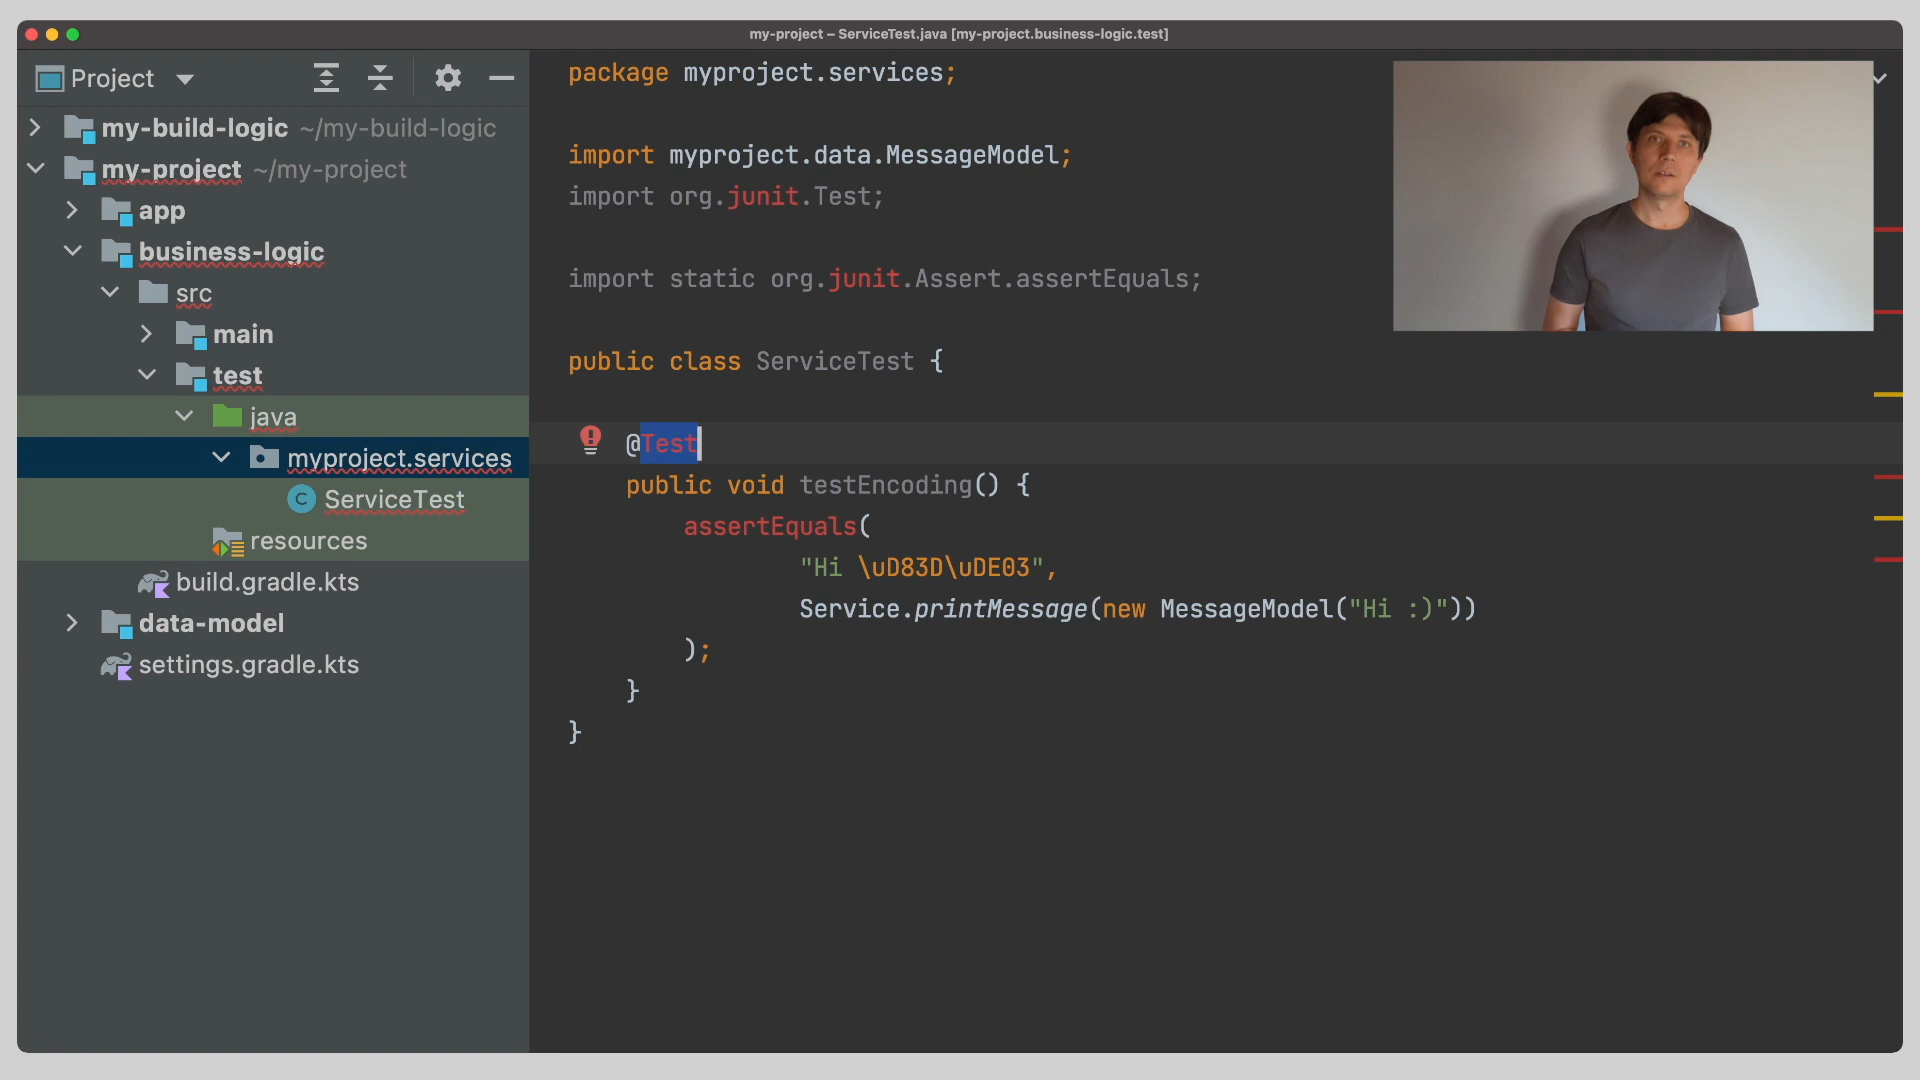 my-project – ServiceTest.java [my-project.business-logic.test]
Project
my-build-logic ~/my-build-logic
my-project ~/my-project
app
business-logic
src
main
test
java
myproject.services
C ServiceTest
resources
build.gradle.kts
data-model
settings.gradle.kts
package myproject.services;
import myproject.data.MessageModel;
import org.junit.Test;
import static org.junit.Assert.assertEquals;
public class ServiceTest {
@Test
public void testEncoding() {
assertEquals(
"Hi \uD83D\uDE03",
Service.printMessage(new MessageModel("Hi :)"))
);
}
}